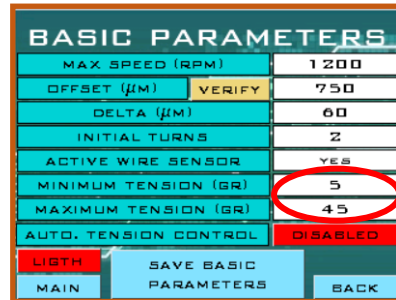 BASIC PARAMETERS
MAX SPEED (RPM) 1200
OFFSET (µM) VERIFY 750
DELTA (µM) 60
INITIAL TURNS 2
ACTIVE WIRE SENSOR YES
MINIMUM TENSION (GR) 5
MAXIMUM TENSION (GR) 45
AUTO. TENSION CONTROL DISABLED
LIGTH
SAVE BASIC
PARAMETERS
MAIN
BACK